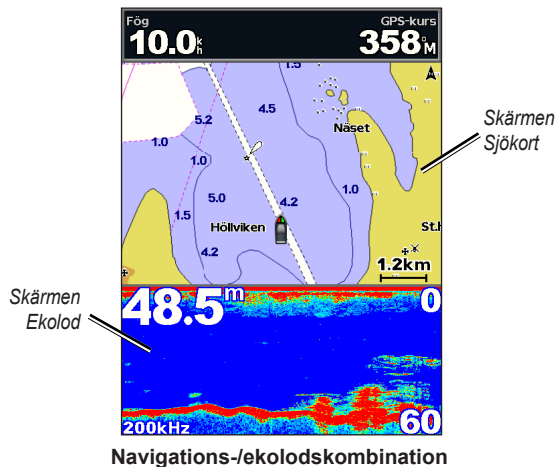 Fög GPS-kurs
10.0 k/h 358°M
1.5
4.5
5.2
Näset
1.0
1.0
1.0
5.0
4.2
1.5
Höllviken
St.H
4.2
1.2km
Skärmen
Sjökort
48.5m 0
Skärmen
Ekolod
200kHz 60
Navigations-/ekolodskombination